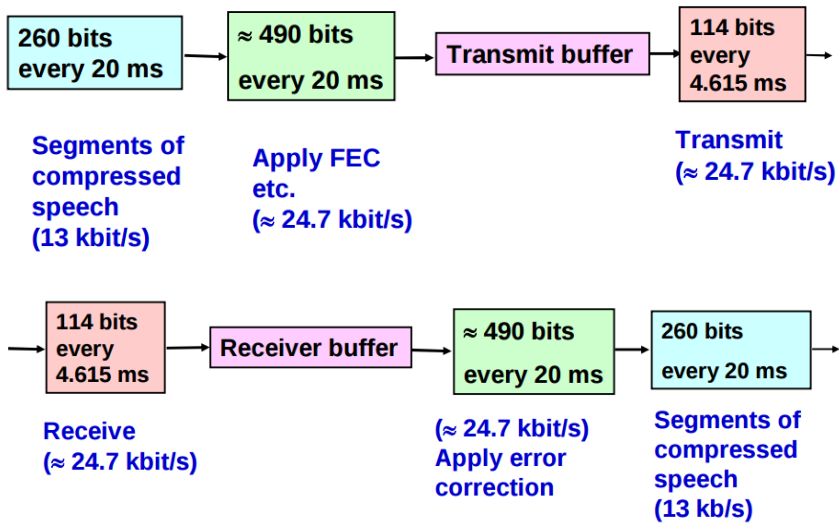 260 bits
every 20 ms
≈ 490 bits
every 20 ms
Transmit buffer
114 bits
every
4.615 ms
Segments of
compressed
speech
(13 kbit/s)
Apply FEC
etc.
(≈ 24.7 kbit/s)
Transmit
(≈ 24.7 kbit/s)
114 bits
every
4.615 ms
Receiver buffer
≈ 490 bits
every 20 ms
260 bits
every 20 ms
Receive
(≈ 24.7 kbit/s)
(≈ 24.7 kbit/s)
Apply error
correction
Segments of
compressed
speech
(13 kb/s)